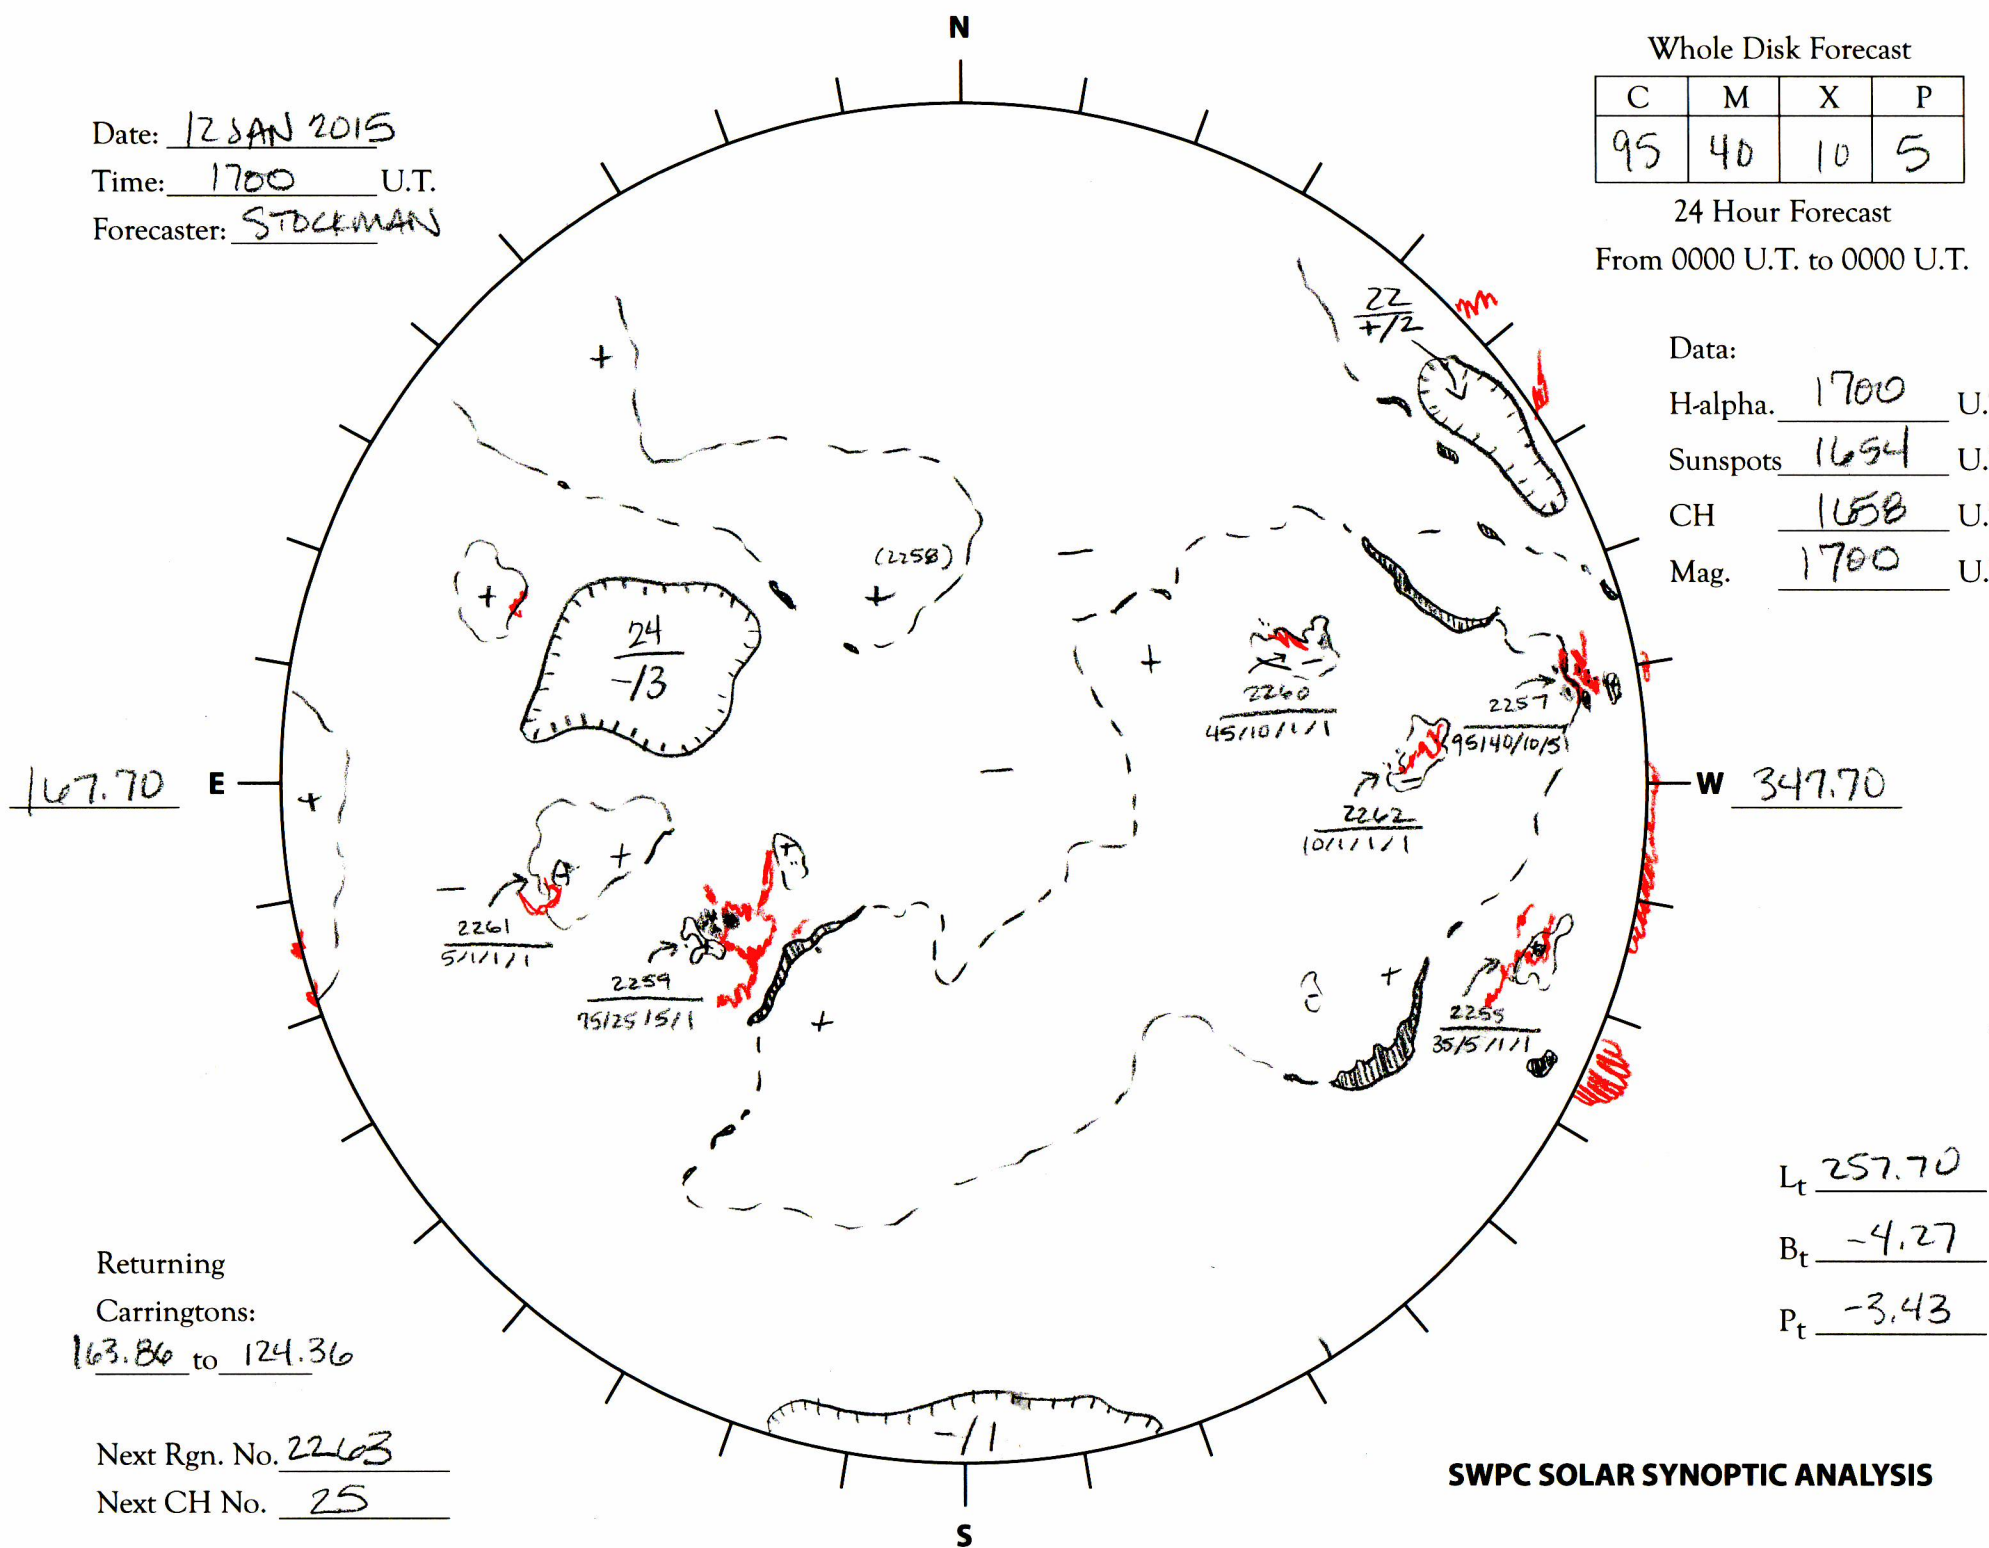 N
Whole Disk Forecast
C M X P
95 40 10 5
24 Hour Forecast
From 0000 U.T. to 0000 U.T.
Date: 12 JAN 2015
Time: 1700 U.T.
Forecaster: STOCKMAN
Data:
H-alpha. 1700 U.
Sunspots 1654 U.
CH 1658 U.
Mag. 1700 U.
22
+/2
+
(2258)
-
+
+
24
-/3
+
2260
45/10/1/1
2257
95/40/10/5
167.70 E
+
-
W 347.70
2262
10/1/1/1
+
+
-
2261
5/1/1/1
2259
75/25/5/1
+
+
2255
35/5/1/1
Lt 257.70
Bt -4.27
Pt -3.43
Returning
Carringtons:
163.86 to 124.36
-/1
Next Rgn. No. 2263
Next CH No. 25
SWPC SOLAR SYNOPTIC ANALYSIS
S